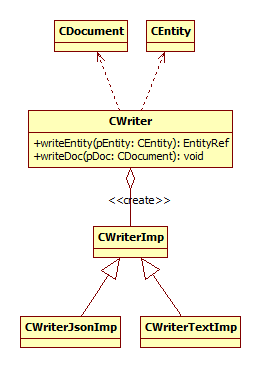 CDocument
CEntity
CWriter
+writeEntity(pEntity: CEntity): EntityRef
+writeDoc(pDoc: CDocument): void
<<create>>
CWriterImp
CWriterJsonImp
CWriterTextImp